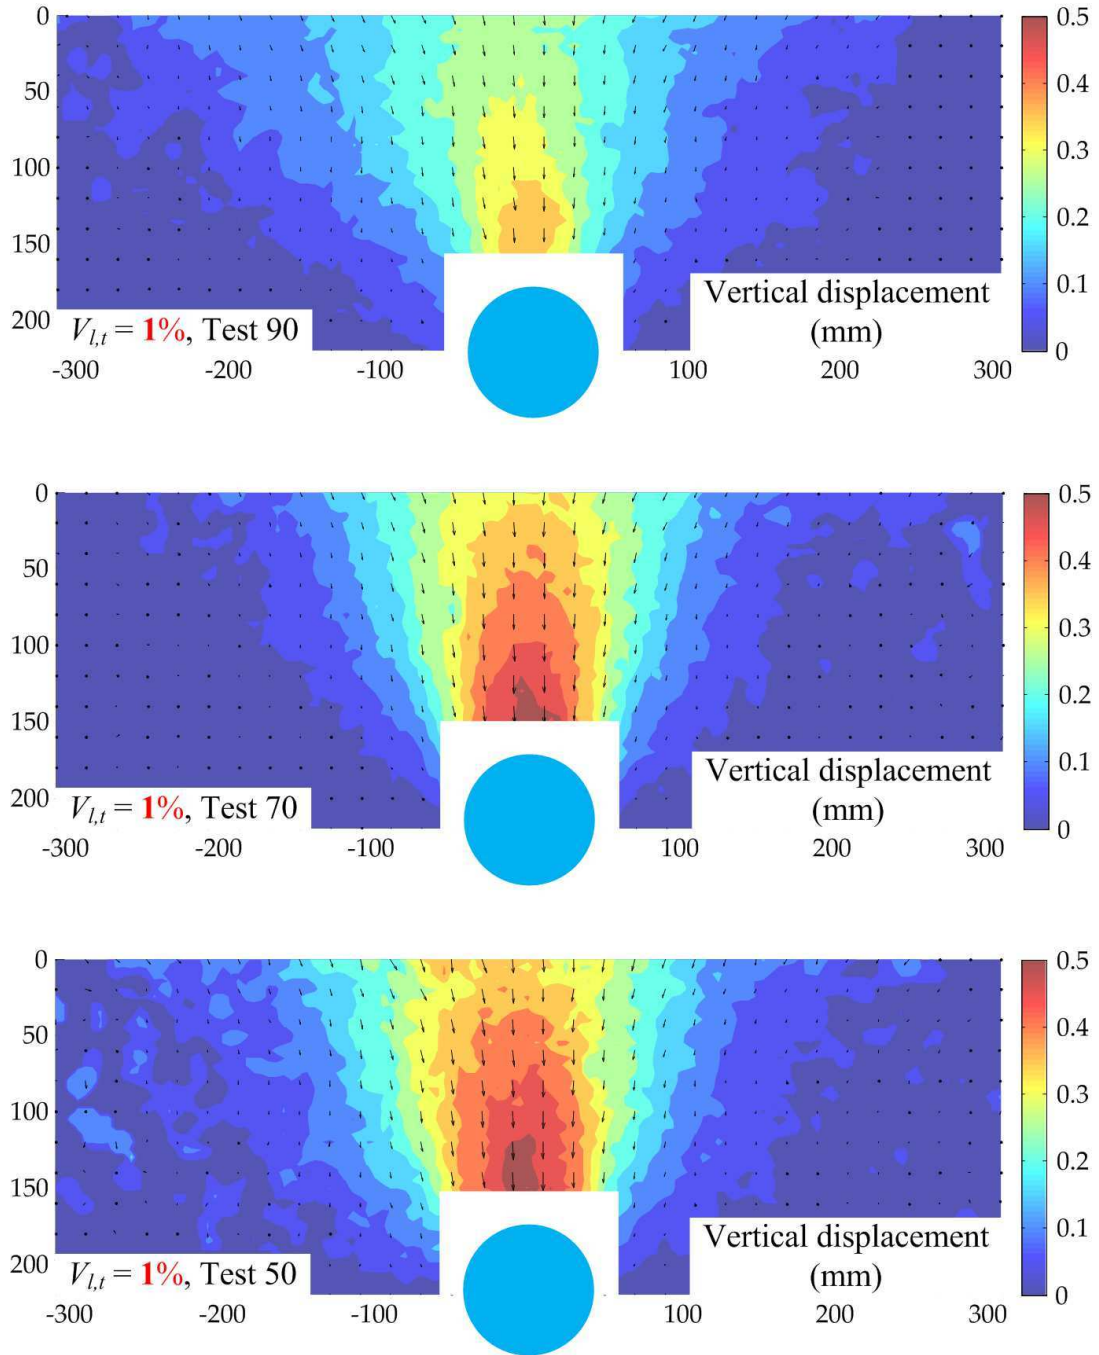 0
50
100
150
200
0.5
0.4
0.3
0.2
0.1
0
V_{l,t} = 1%, Test 90
Vertical displacement
(mm)
-300 -200 -100 100 200 300
0
50
100
150
200
0.5
0.4
0.3
0.2
0.1
0
V_{l,t} = 1%, Test 70
Vertical displacement
(mm)
-300 -200 -100 100 200 300
0
50
100
150
200
0.5
0.4
0.3
0.2
0.1
0
V_{l,t} = 1%, Test 50
Vertical displacement
(mm)
-300 -200 -100 100 200 300